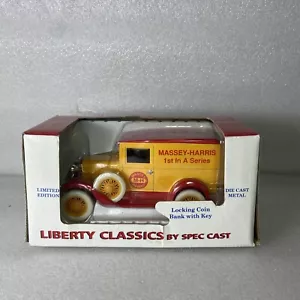 MASSEY-HARRIS
1st In A Series
LIMITED
EDITION
DIE CAST
METAL
Locking Coin
Bank with Key
LIBERTY CLASSICS BY SPEC CAST